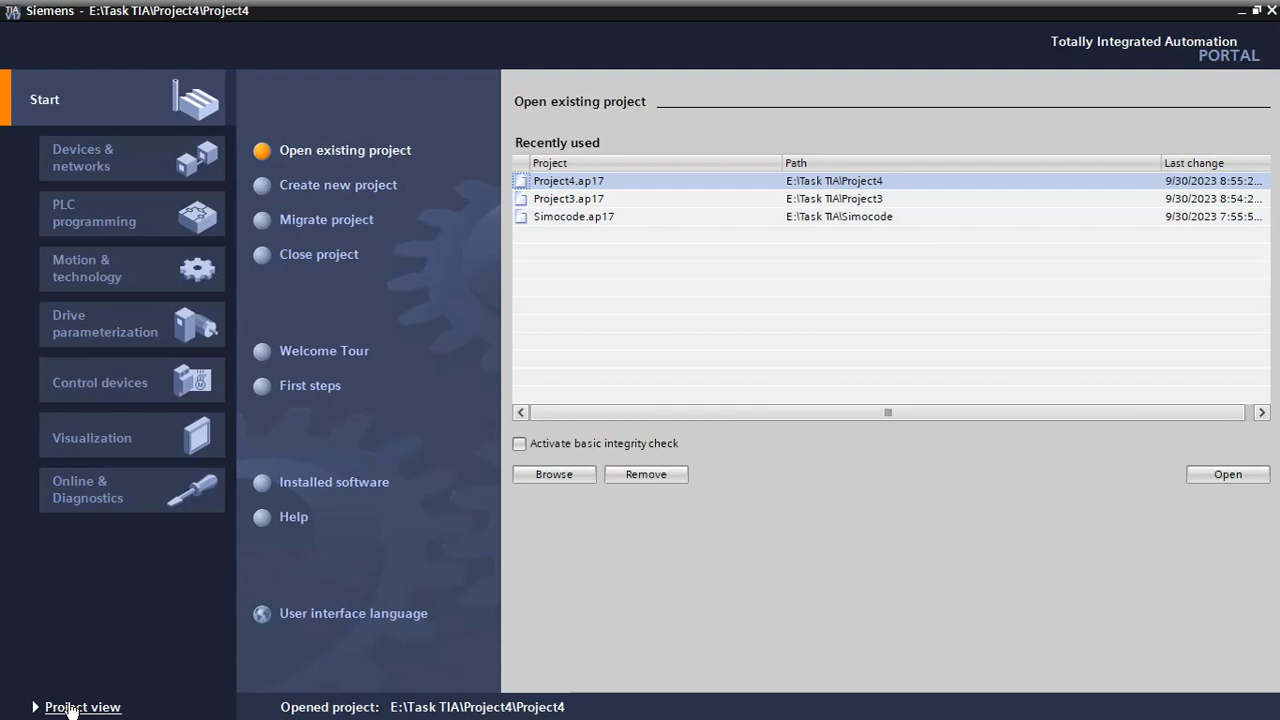 Siemens - E:\Task TIA\Project4\Project4
Totally Integrated Automation
PORTAL
Start
Devices &
networks
PLC
programming
Motion &
technology
Drive
parameterization
Control devices
Visualization
Online &
Diagnostics
Project view
Open existing project
Create new project
Migrate project
Close project
Welcome Tour
First steps
Installed software
Help
User interface language
Open existing project
Recently used
Project Path Last change
Project4.ap17 E:\Task TIA\Project4 9/30/2023 8:55:2...
Project3.ap17 E:\Task TIA\Project3 9/30/2023 8:54:2...
Simocode.ap17 E:\Task TIA\Simocode 9/30/2023 7:55:5...
Activate basic integrity check
Browse Remove Open
Opened project: E:\Task TIA\Project4\Project4